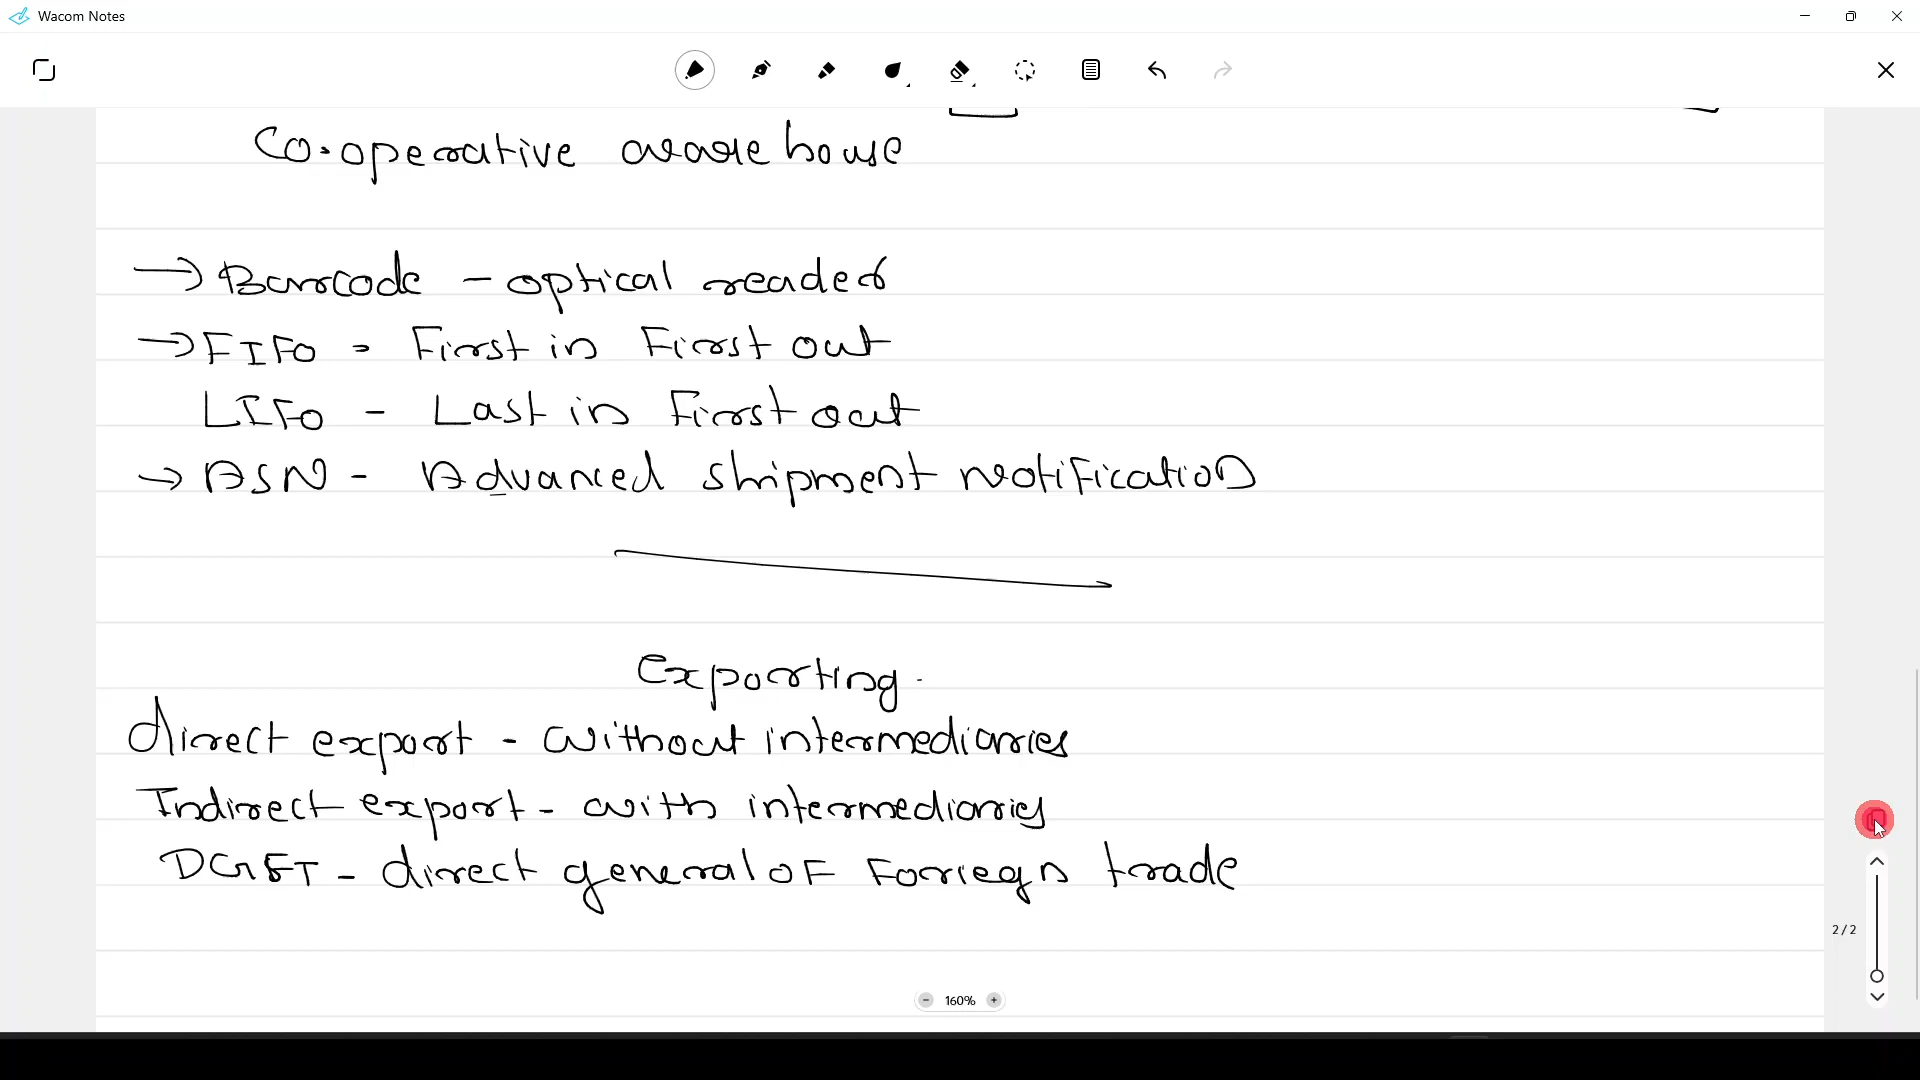 Wacom Notes
Co-operative warehouse
→ Barcode - optical reader
→ FIFO - First in First out
LIFO - Last in First out
→ ASN - Advanced shipment notification
Exporting.
direct export - without intermediaries
Indirect export - with intermediaries
DGFT - direct general of Foriegn trade
2/2
160%